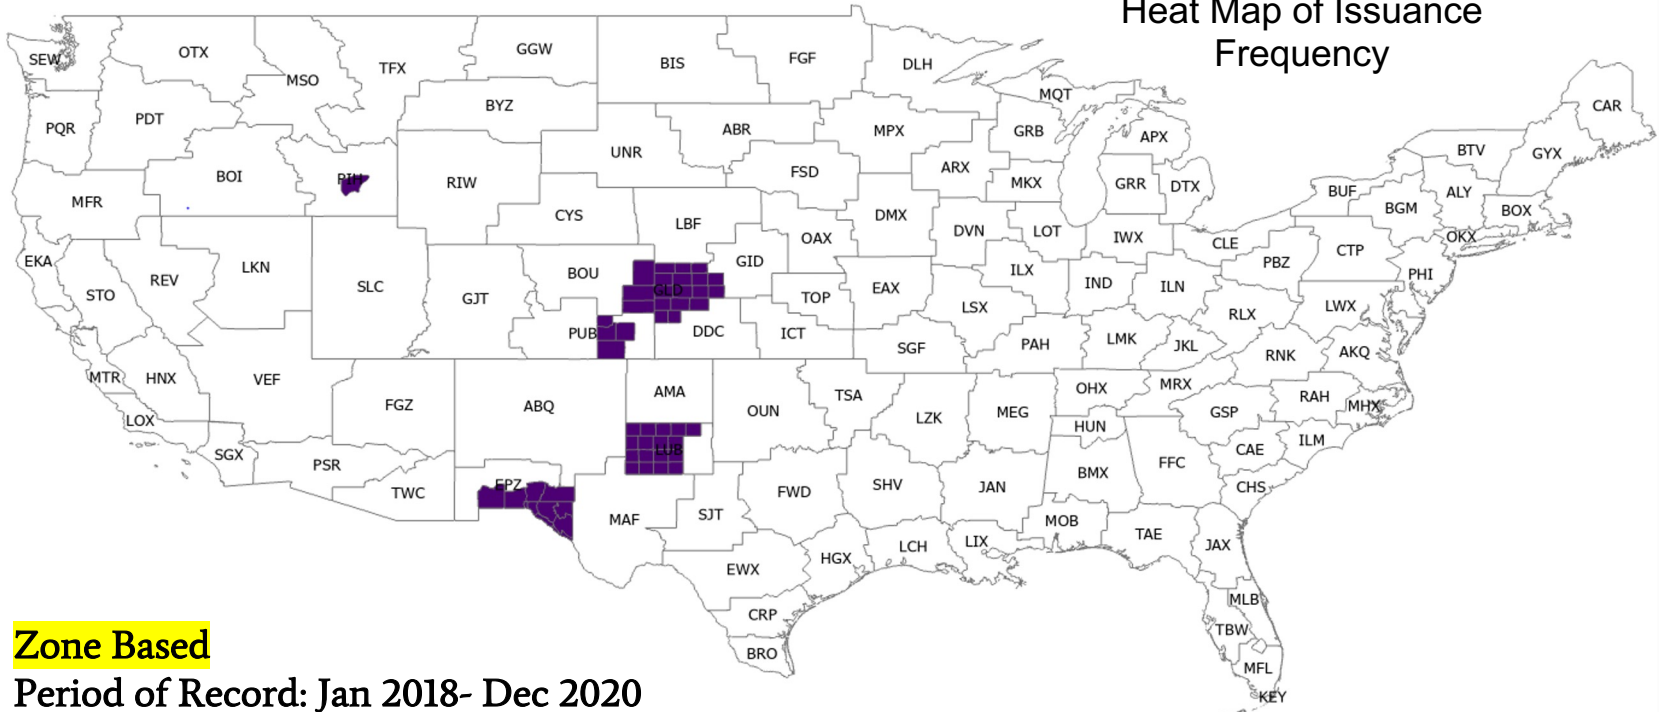 Heat Map of Issuance
Frequency
SEW
OTX
MSO
TFX
GGW
BIS
FGF
DLH
MQT
CAR
PQR
PDT
BYZ
ABR
MPX
GRB
APX
BTV
GYX
BOI
PIH
RIW
UNR
FSD
ARX
MKX
GRR
DTX
BUF
BGM
ALY
BOX
MFR
CYS
LBF
OAX
DMX
DVN
LOT
IWX
CLE
CTP
OKX
EKA
STO
REV
LKN
SLC
GJT
BOU
GLD
GID
TOP
EAX
ILX
LSX
IND
ILN
PBZ
PHI
RLX
LWX
PUB
DDC
ICT
SGF
PAH
LMK
JKL
RNK
AKQ
MTR
HNX
VEF
FGZ
ABQ
AMA
OUN
TSA
LZK
MEG
OHX
MRX
HUN
GSP
RAH
MHX
LOX
SGX
PSR
TWC
EPZ
LUB
MAF
SJT
FWD
SHV
JAN
BMX
FFC
CAE
ILM
CHS
MOB
TAE
JAX
EWX
HGX
LCH
LIX
CRP
BRO
MLB
TBW
MFL
KEY
Zone Based
Period of Record: Jan 2018- Dec 2020